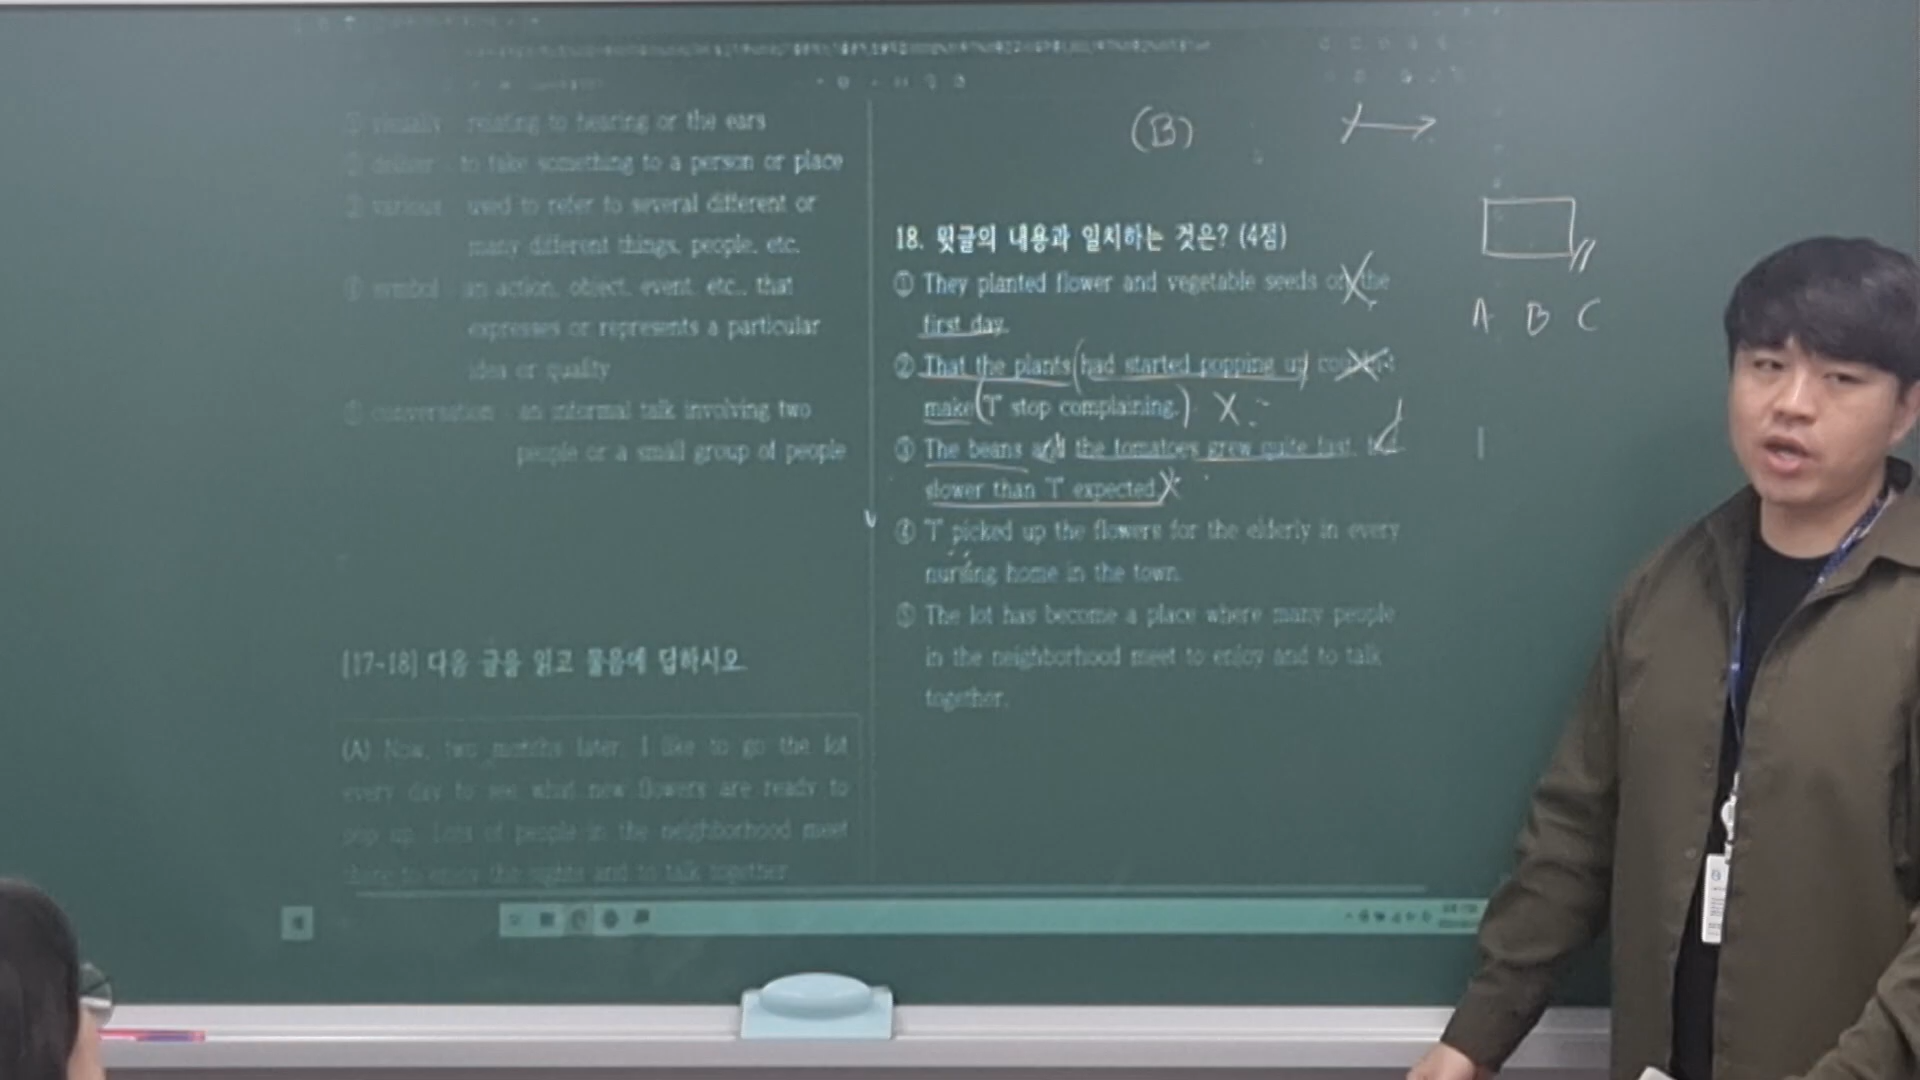 ① visually relating to hearing or the ears
② deliver to take something to a person or place
③ various used to refer to several different or
many different things, people, etc.
④ symbol an action, object, event, etc., that
expresses or represents a particular
idea or quality
⑤ conversation an informal talk involving two
people or a small group of people
[17-18] 다음 글을 읽고 물음에 답하시오.
(A) Now, two months later, I like to go the lot
every day to see what new flowers are ready to
pop up. Lots of people in the neighborhood meet
there to enjoy the sights and to talk together.
(B)
18. 윗글의 내용과 일치하는 것은? (4점)
① They planted flower and vegetable seeds on the
first day.
② That the plants had started popping up
make "I" stop complaining.
③ The beans and the tomatoes grew quite fast,
slower than "I" expected.
④ "I" picked up the flowers for the elderly in every
nursing home in the town.
⑤ The lot has become a place where many people
in the neighborhood meet to enjoy and to talk
together.
A B C